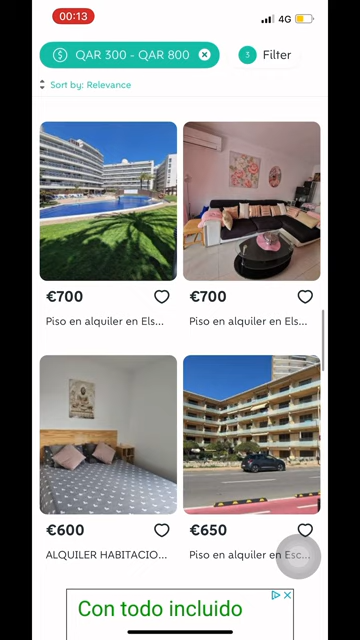 00:13
4G
QAR 300 - QAR 800
3 Filter
Sort by: Relevance
€700
€700
Piso en alquiler en Els...
Piso en alquiler en Els...
€600
€650
ALQUILER HABITACIO...
Piso en alquiler en Esc...
Con todo incluido